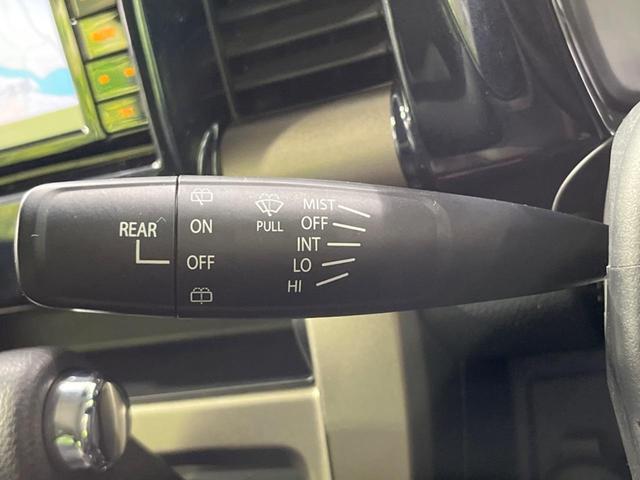 REAR
ON
OFF
PULL
MIST
OFF
INT
LO
HI